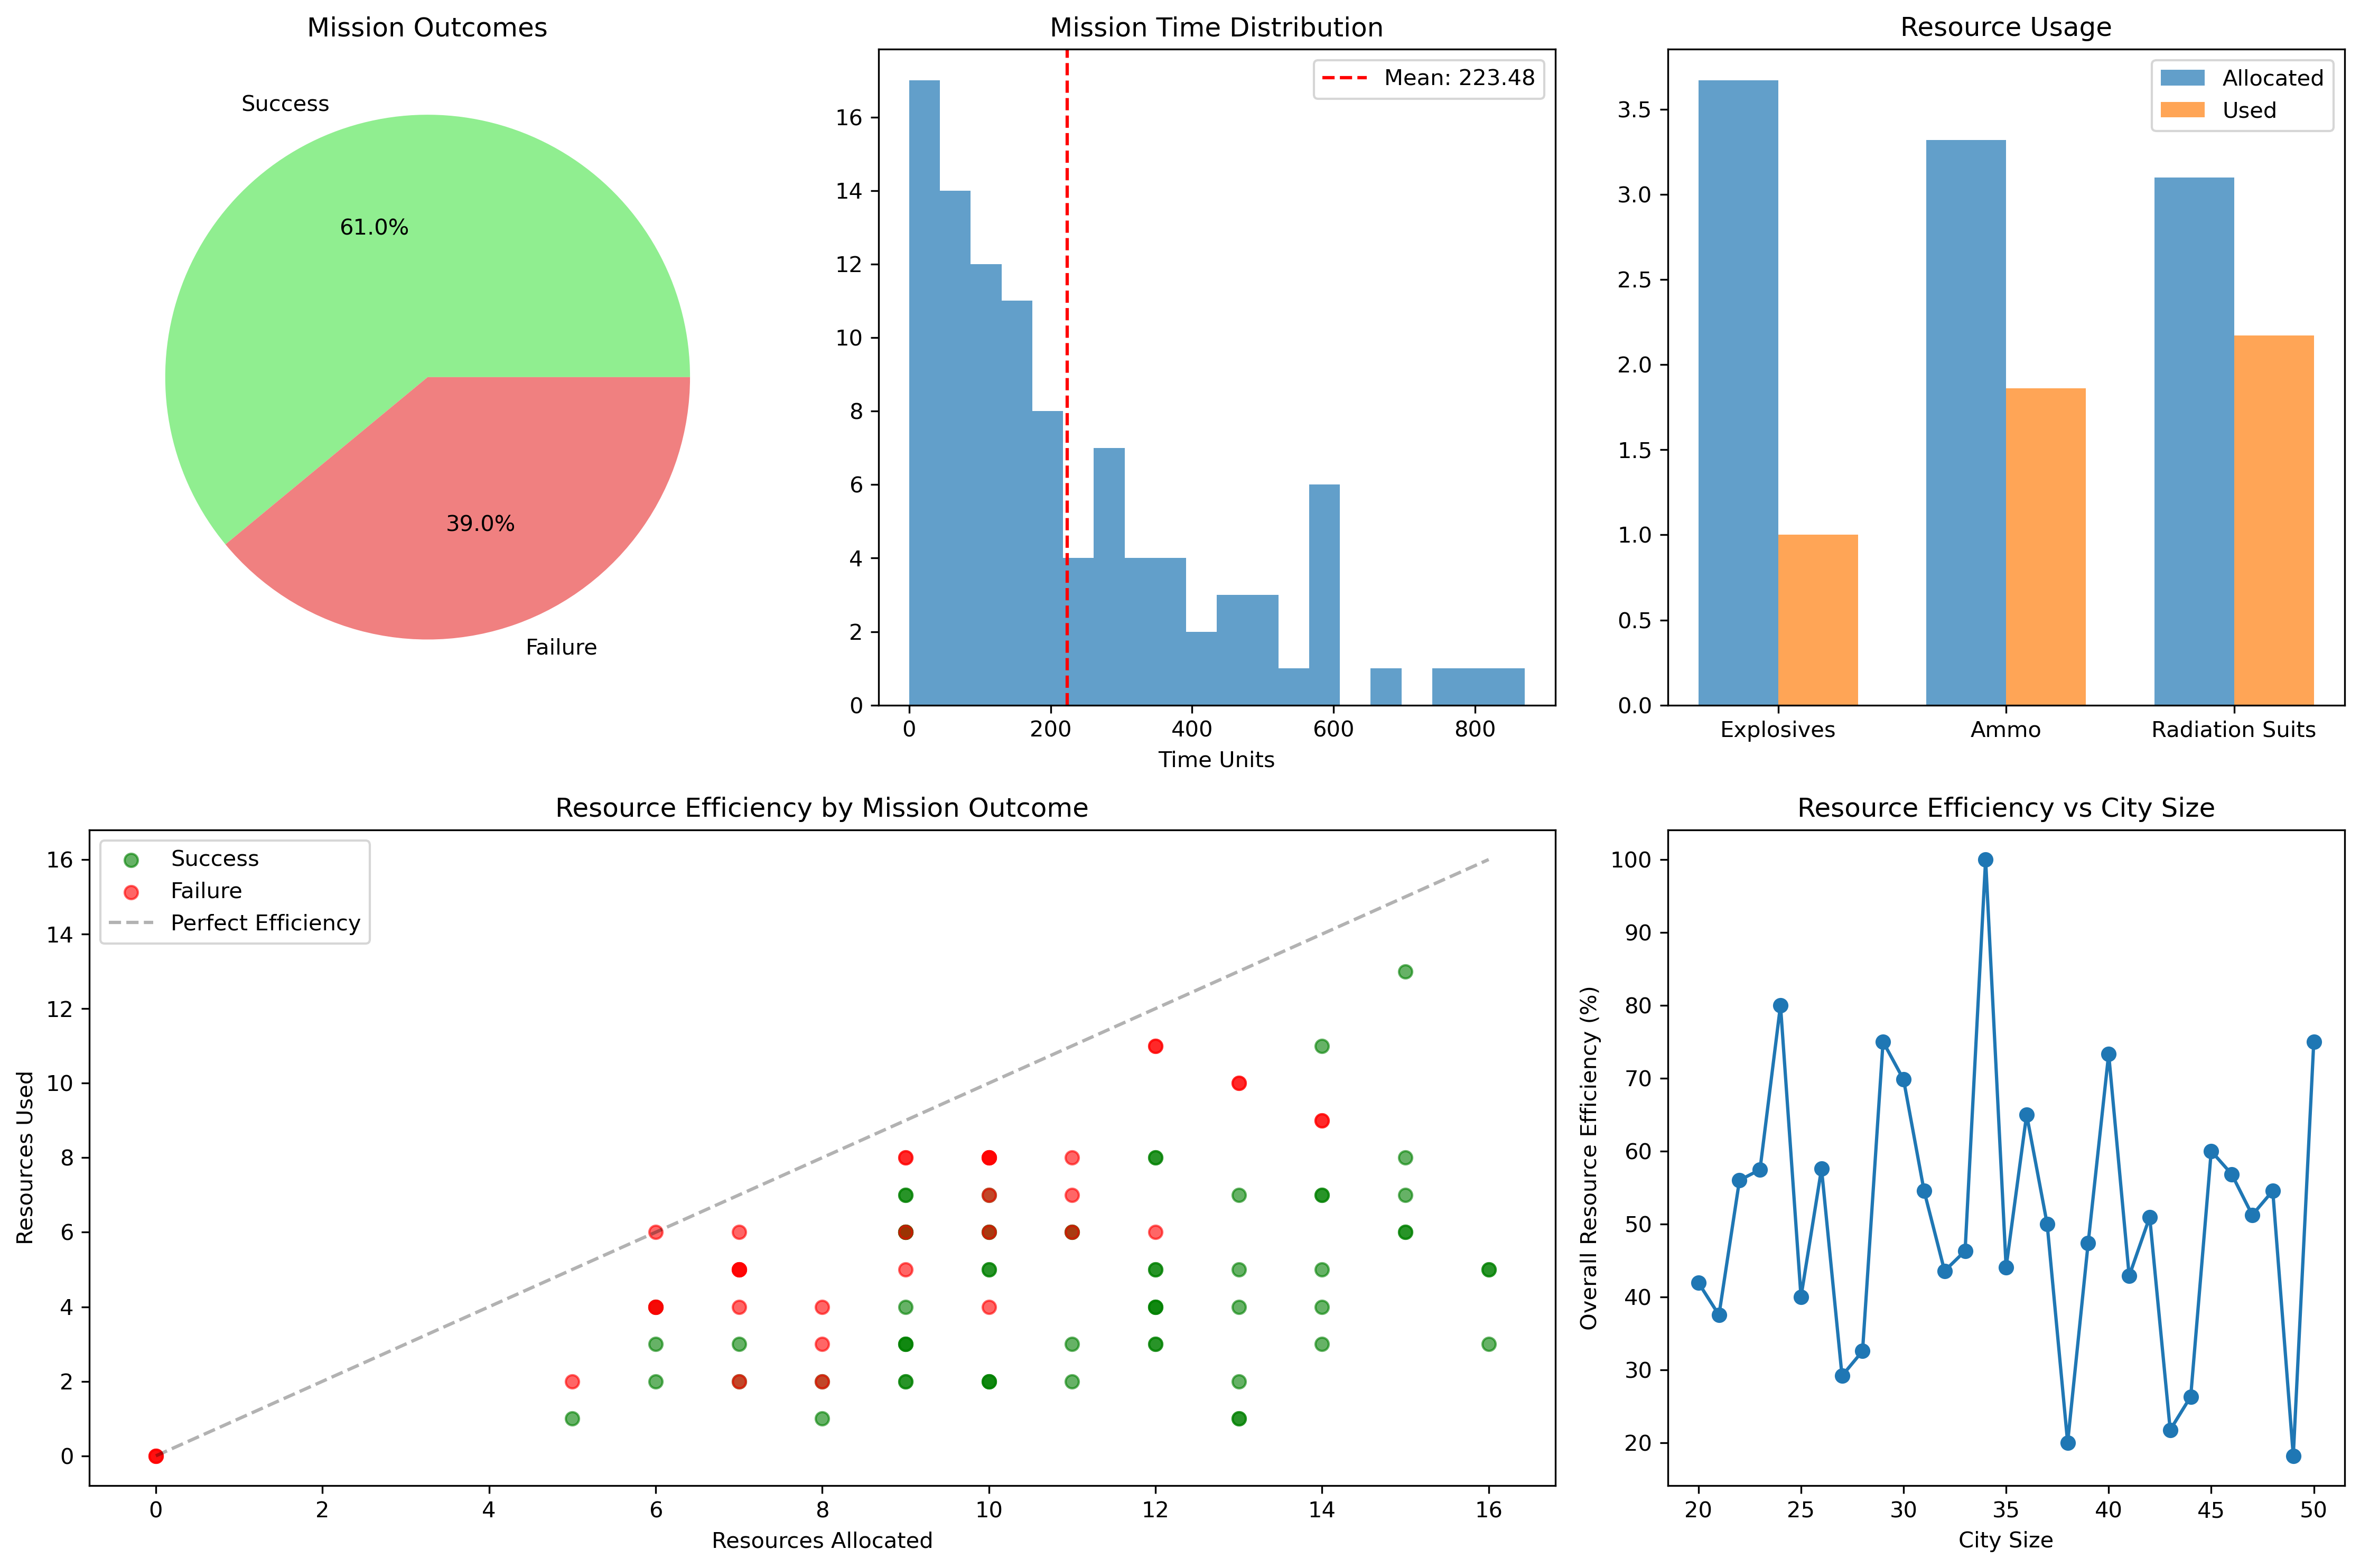 Mission Outcomes
Success
61.0%
39.0%
Failure
Mission Time Distribution
Mean: 223.48
16
14
12
10
8
6
4
2
0
0 200 400 600 800
Time Units
Resource Usage
Allocated
Used
3.5
3.0
2.5
2.0
1.5
1.0
0.5
0.0
Explosives Ammo Radiation Suits
Resource Efficiency by Mission Outcome
Success
Failure
Perfect Efficiency
Resources Used
16
14
12
10
8
6
4
2
0
0 2 4 6 8 10 12 14 16
Resources Allocated
Resource Efficiency vs City Size
Overall Resource Efficiency (%)
100
90
80
70
60
50
40
30
20
20 25 30 35 40 45 50
City Size